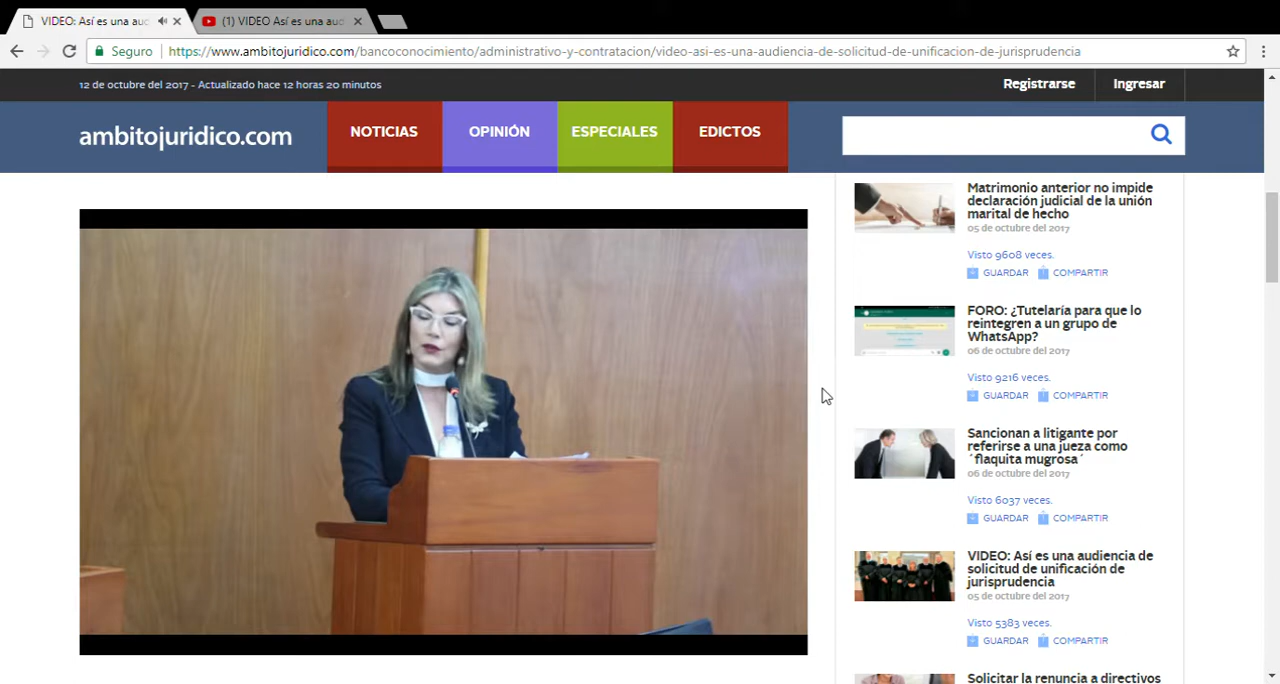 VIDEO: Así es una aud
(1) VIDEO Así es una aud
Seguro
https://www.ambitojuridico.com/bancoconocimiento/administrativo-y-contratacion/video-asi-es-una-audiencia-de-solicitud-de-unificacion-de-jurisprudencia
12 de octubre del 2017 - Actualizado hace 12 horas 20 minutos
Registrarse
Ingresar
ambitojuridico.com
NOTICIAS
OPINIÓN
ESPECIALES
EDICTOS
Matrimonio anterior no impide
declaración judicial de la unión
marital de hecho
05 de octubre del 2017
Visto 9608 veces.
GUARDAR COMPARTIR
FORO: ¿Tutelaría para que lo
reintegren a un grupo de
WhatsApp?
06 de octubre del 2017
Visto 9216 veces.
GUARDAR COMPARTIR
Sancionan a litigante por
referirse a una jueza como
´flaquita mugrosa´
06 de octubre del 2017
Visto 6037 veces.
GUARDAR COMPARTIR
VIDEO: Así es una audiencia de
solicitud de unificación de
jurisprudencia
05 de octubre del 2017
Visto 5383 veces.
GUARDAR COMPARTIR
Solicitar la renuncia a directivos